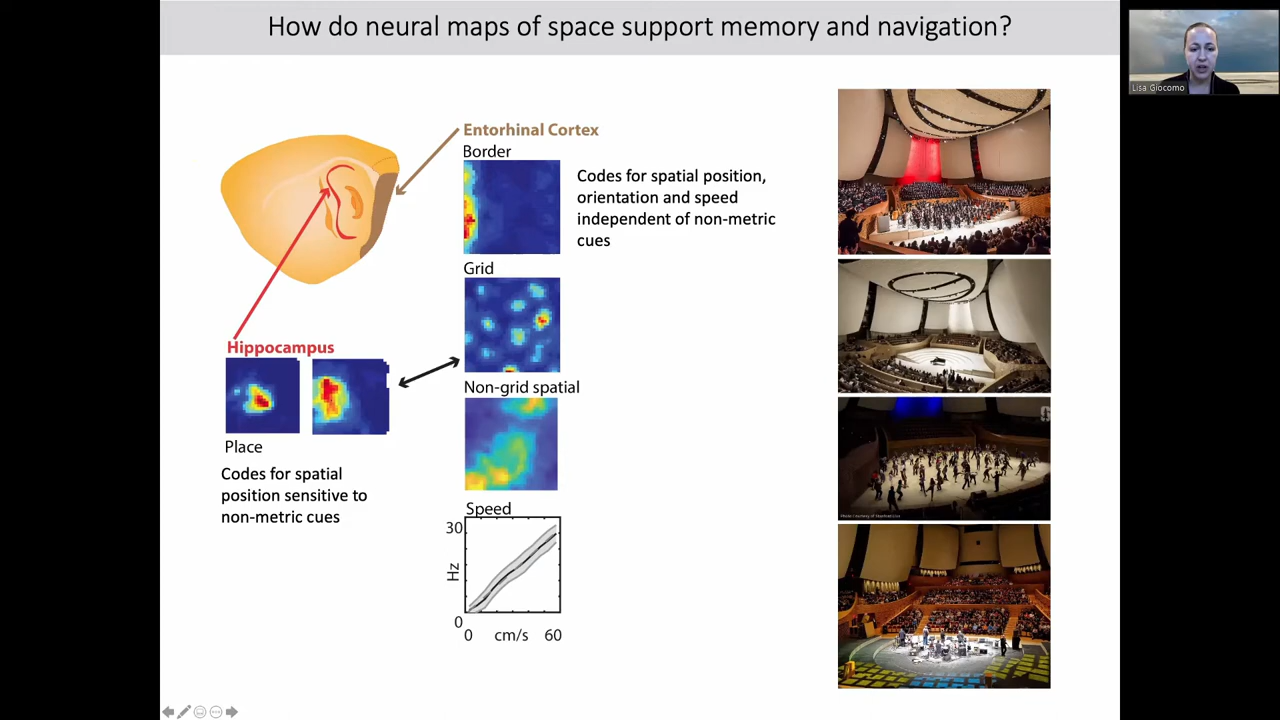 How do neural maps of space support memory and navigation?
Lisa Giocomo
Entorhinal Cortex
Border
Codes for spatial position,
orientation and speed
independent of non-metric
cues
Grid
Hippocampus
Non-grid spatial
Place
Codes for spatial
position sensitive to
non-metric cues
Speed
30
Hz
0
0 cm/s 60
S